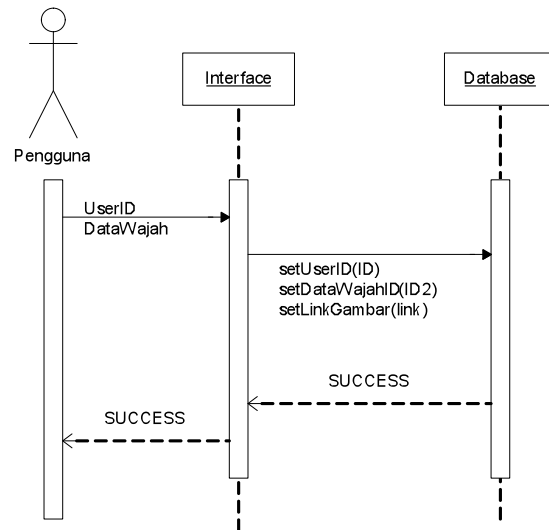 Interface
Database
Pengguna
UserID
DataWajah
setUserID(ID)
setDataWajahID(ID2)
setLinkGambar(link)
SUCCESS
SUCCESS